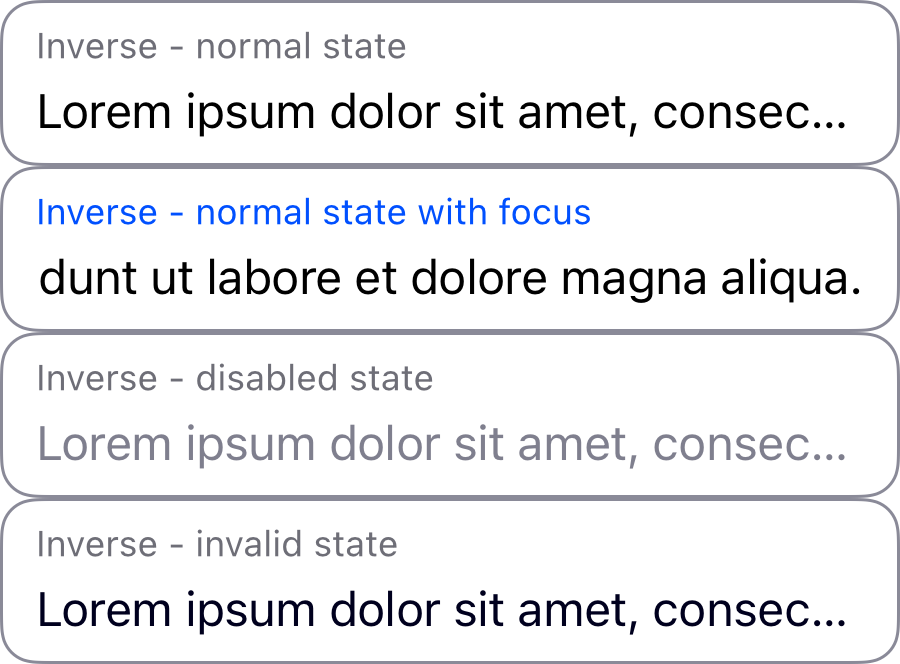 Inverse - normal state
Lorem ipsum dolor sit amet, consec...
Inverse - normal state with focus
dunt ut labore et dolore magna aliqua.
Inverse - disabled state
Lorem ipsum dolor sit amet, consec...
Inverse - invalid state
Lorem ipsum dolor sit amet, consec...